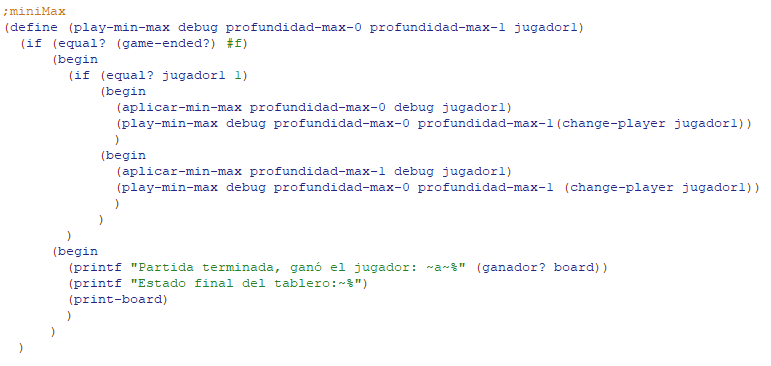 ;miniMax
(define (play-min-max debug profundidad-max-0 profundidad-max-1 jugador1)
  (if (equal? (game-ended?) #f)
      (begin
        (if (equal? jugador1 1)
            (begin
              (aplicar-min-max profundidad-max-0 debug jugador1)
              (play-min-max debug profundidad-max-0 profundidad-max-1(change-player jugador1))
              )
            (begin
              (aplicar-min-max profundidad-max-1 debug jugador1)
              (play-min-max debug profundidad-max-0 profundidad-max-1 (change-player jugador1))
              )
            )
        )
      (begin
        (printf "Partida terminada, ganó el jugador: ~a~%" (ganador? board))
        (printf "Estado final del tablero:~%")
        (print-board)
        )
      )
  )